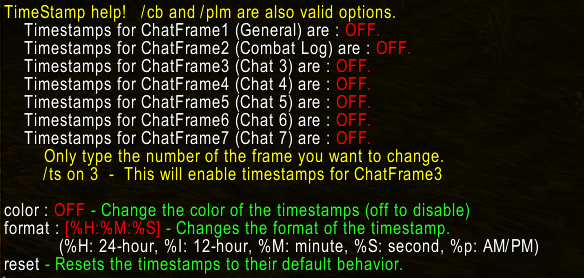 TimeStamp help! /cb and /plm are also valid options.
Timestamps for ChatFrame1 (General) are : OFF.
Timestamps for ChatFrame2 (Combat Log) are : OFF.
Timestamps for ChatFrame3 (Chat 3) are : OFF.
Timestamps for ChatFrame4 (Chat 4) are : OFF.
Timestamps for ChatFrame5 (Chat 5) are : OFF.
Timestamps for ChatFrame6 (Chat 6) are : OFF.
Timestamps for ChatFrame7 (Chat 7) are : OFF.
Only type the number of the frame you want to change.
/ts on 3 - This will enable timestamps for ChatFrame3
color : OFF - Change the color of the timestamps (off to disable)
format : [%H:%M:%S] - Changes the format of the timestamp.
(%H: 24-hour, %I: 12-hour, %M: minute, %S: second, %p: AM/PM)
reset - Resets the timestamps to their default behavior.